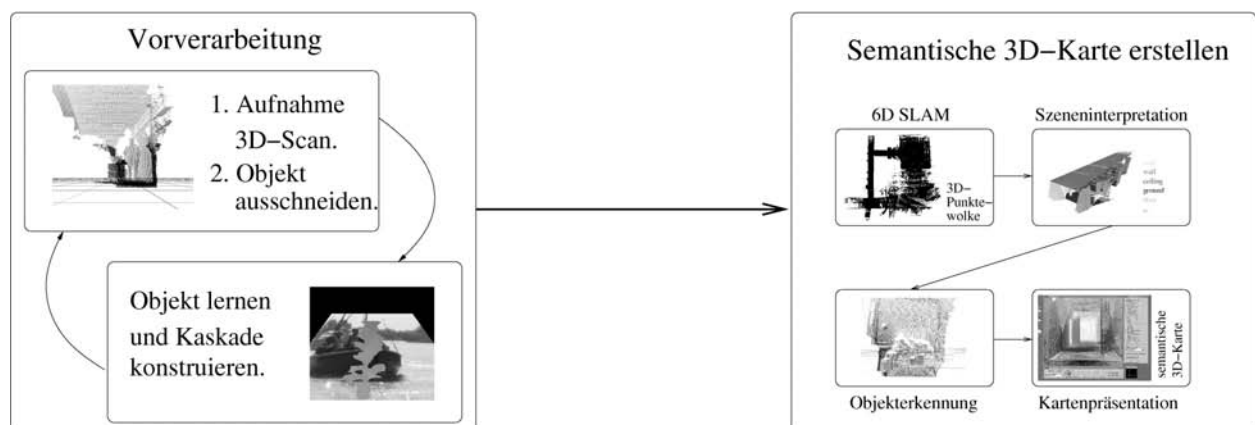 Vorverarbeitung
1. Aufnahme
3D–Scan.
2. Objekt
ausschneiden.
Objekt lernen
und Kaskade
konstruieren.
Semantische 3D–Karte erstellen
6D SLAM
3D–
Punkte–
wolke
Szeneninterpretation
wall
ceiling
ground
Objekterkennung
semantische
3D–Karte
Kartenpräsentation